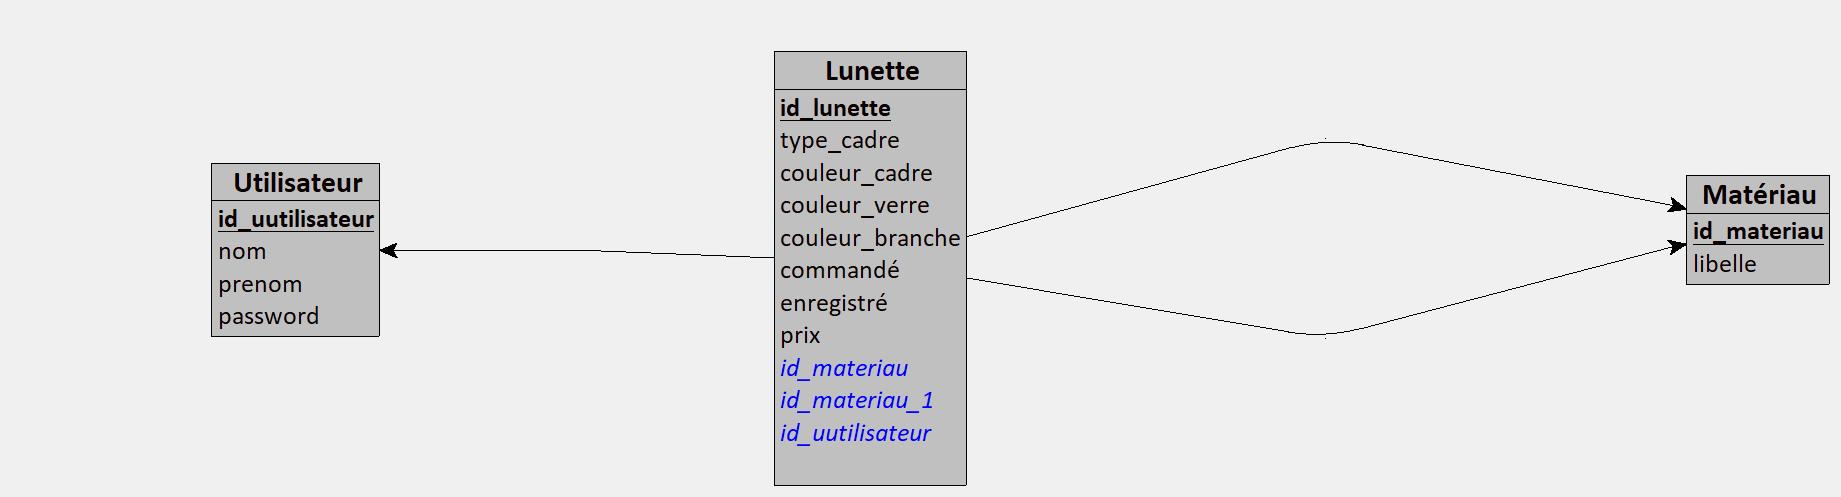 Utilisateur
id_uutilisateur
nom
prenom
password
Lunette
id_lunette
type_cadre
couleur_cadre
couleur_verre
couleur_branche
commandé
enregistré
prix
id_materiau
id_materiau_1
id_uutilisateur
Matériau
id_materiau
libelle